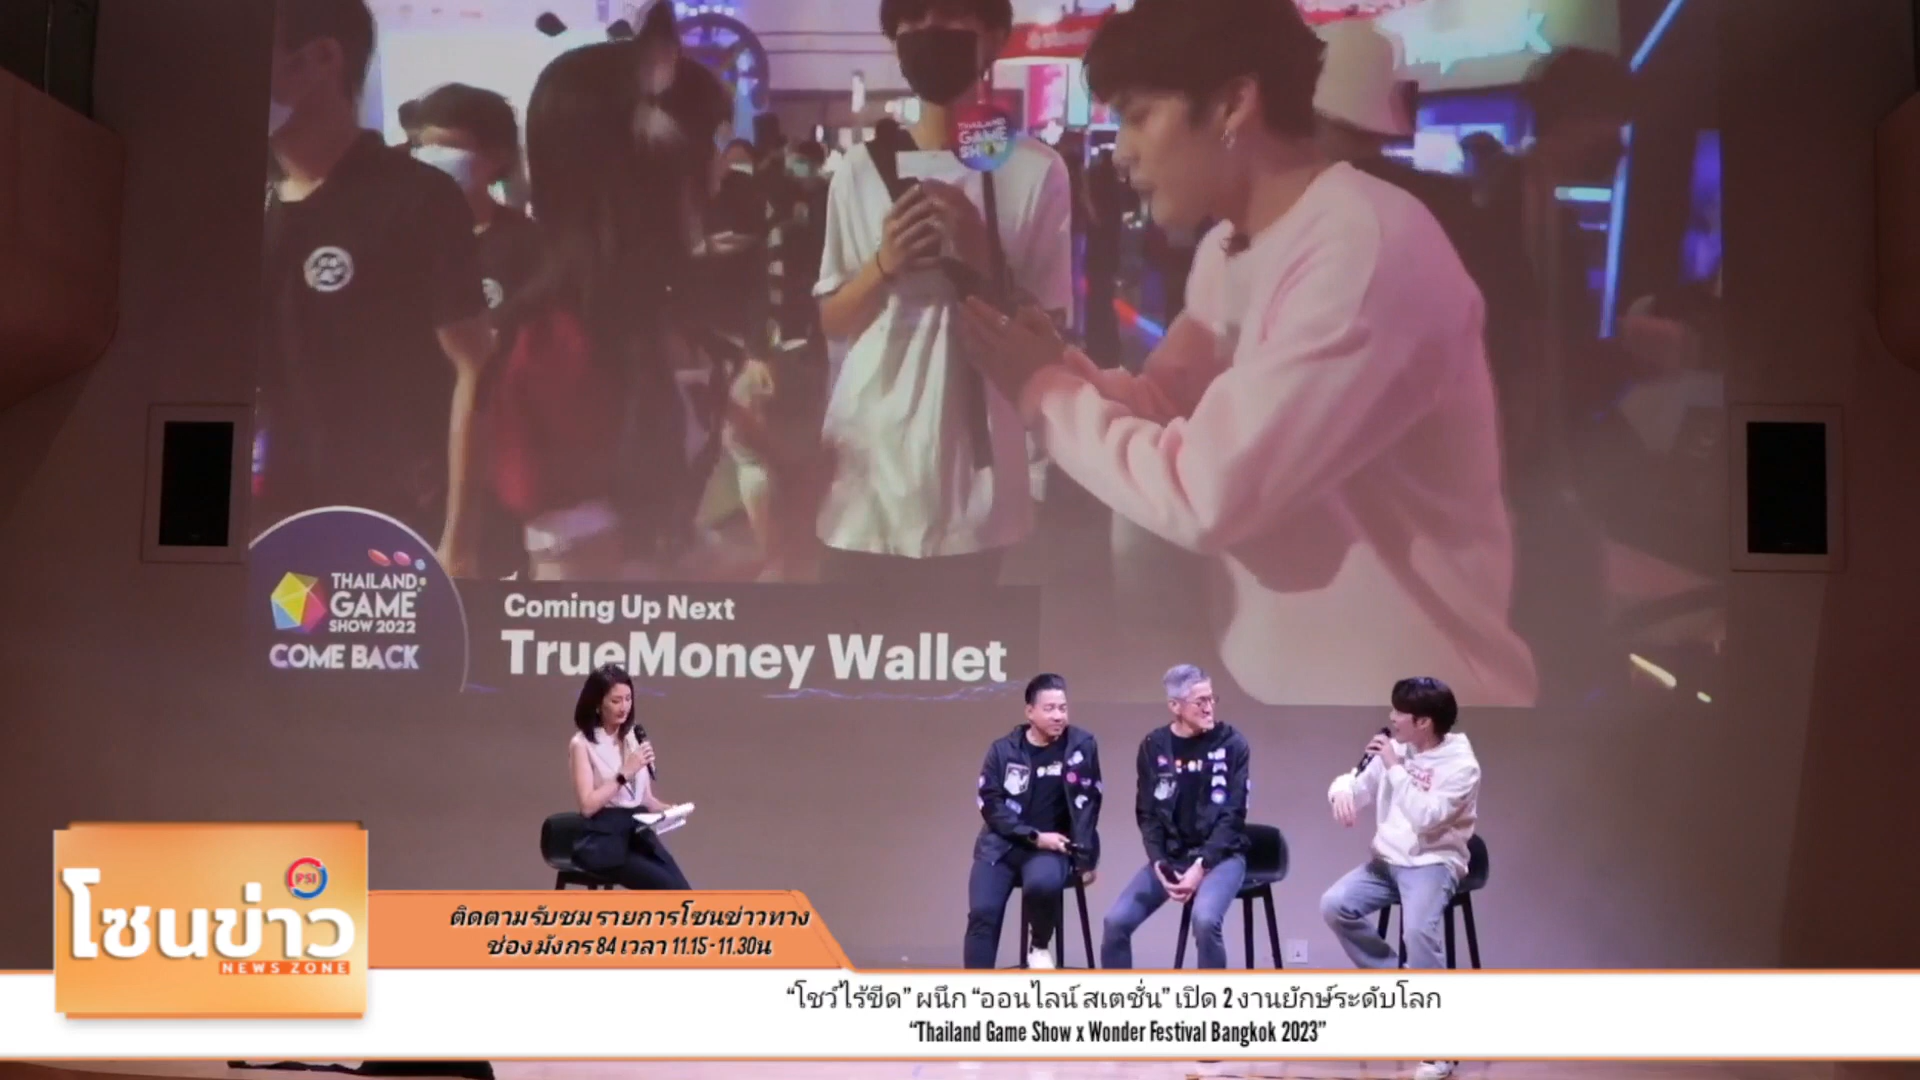 THAILAND
GAME
SHOW
THAILAND
GAME
SHOW 2022
COME BACK
Coming Up Next
TrueMoney Wallet
PSI
โซนข่าว
NEWS ZONE
ติดตามรับชม รายการโซนข่าวทาง
ช่อง มังกร 84 เวลา 11.15 - 11.30น
“โชว์ไร้ขีด” ผนึก “ออนไลน์ สเตชั่น” เปิด 2 งานยักษ์ระดับโลก
“Thailand Game Show x Wonder Festival Bangkok 2023”